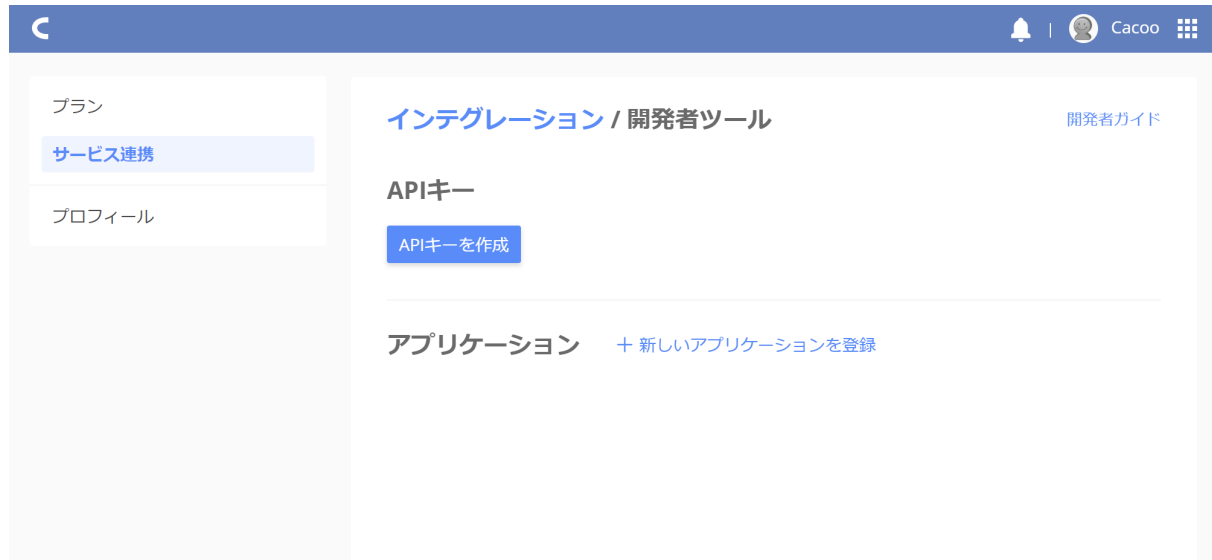 Cacoo
プラン
サービス連携
プロフィール
インテグレーション / 開発者ツール
開発者ガイド
APIキー
APIキーを作成
アプリケーション
+ 新しいアプリケーションを登録